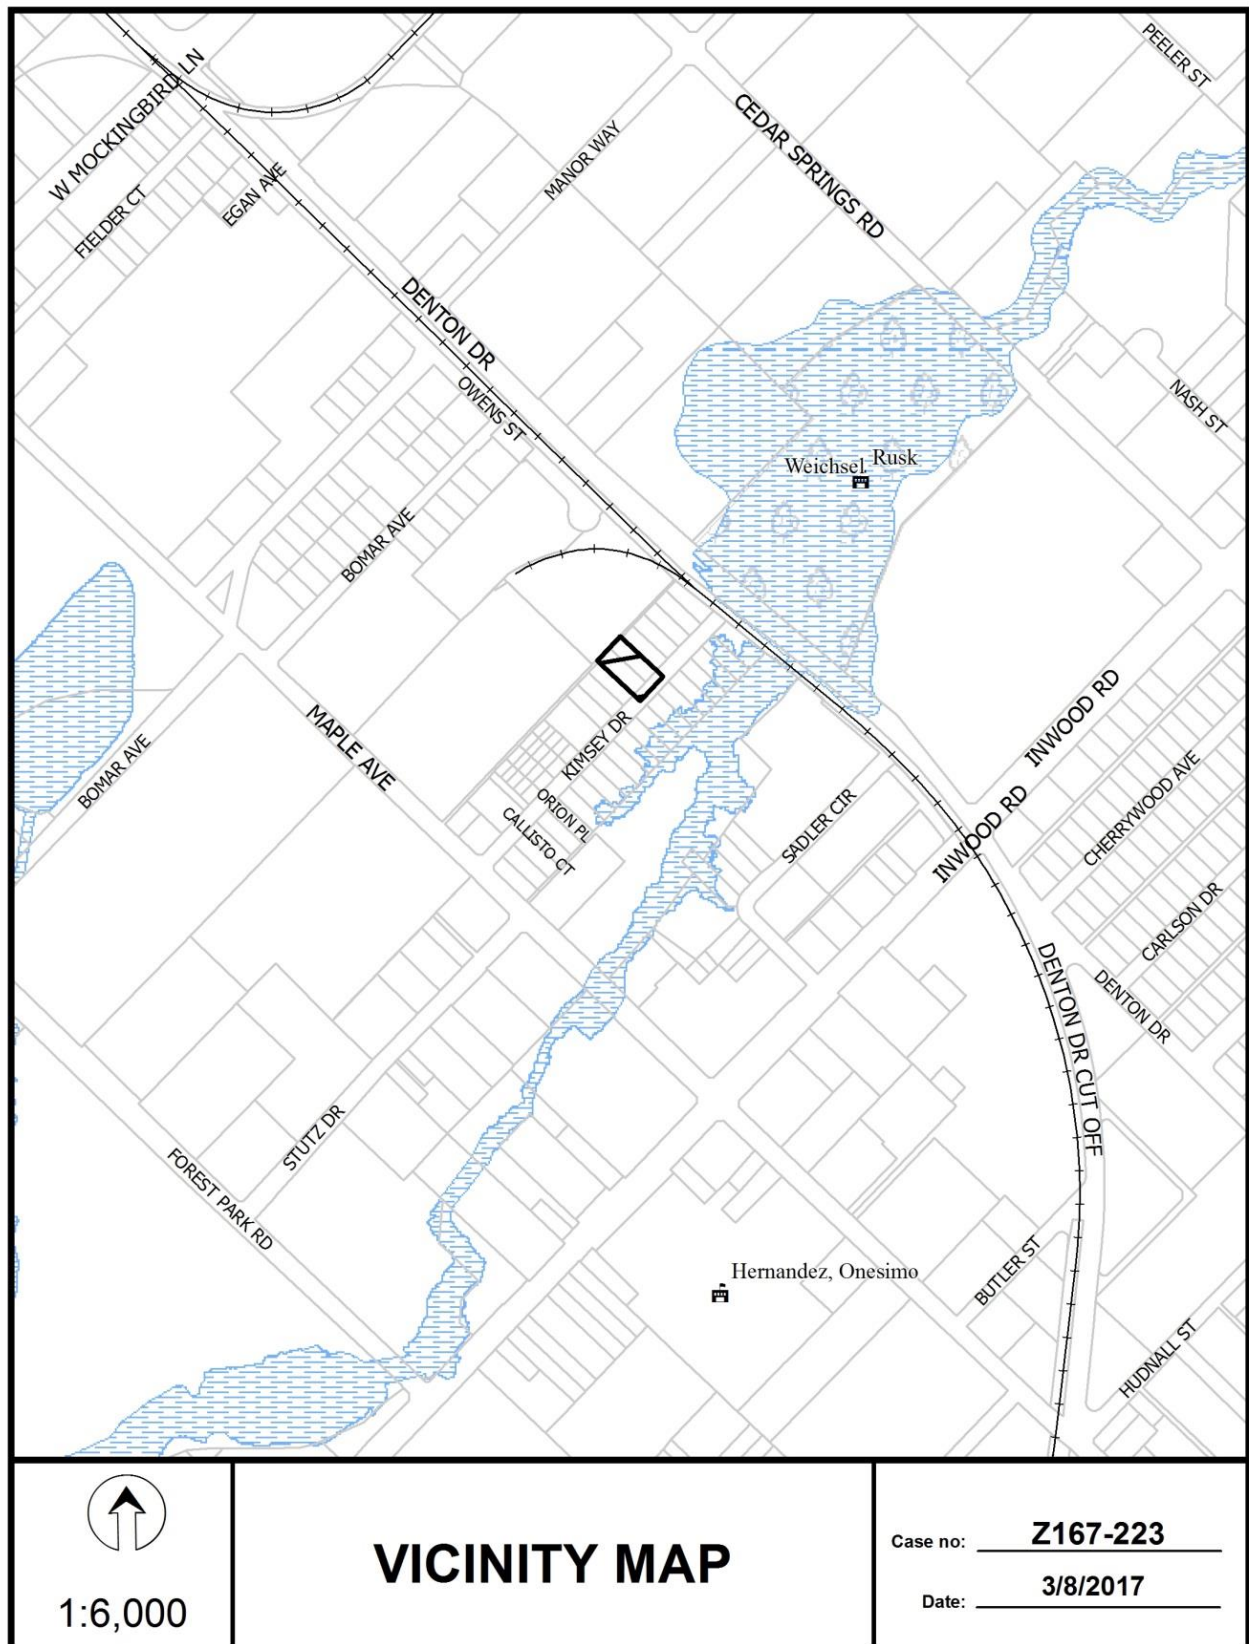 PEELER ST
W MOCKINGBIRD LN
CEDAR SPRINGS RD
MANOR WAY
EGAN AVE
FIELDER CT
DENTON DR
OWENS ST
NASH ST
Weichsel
Rusk
BOMAR AVE
INWOOD RD
MAPLE AVE
KIMSEY DR
BOMAR AVE
CHERRYWOOD AVE
ORION PL
INWOOD RD
SADLER CIR
CALLISTO CT
CARLSON DR
DENTON DR
DENTON DR CUT OFF
STUTZ DR
FOREST PARK RD
BUTLER ST
Hernandez, Onesimo
HUDNALL ST
1:6,000
VICINITY MAP
Case no: Z167-223
Date: 3/8/2017